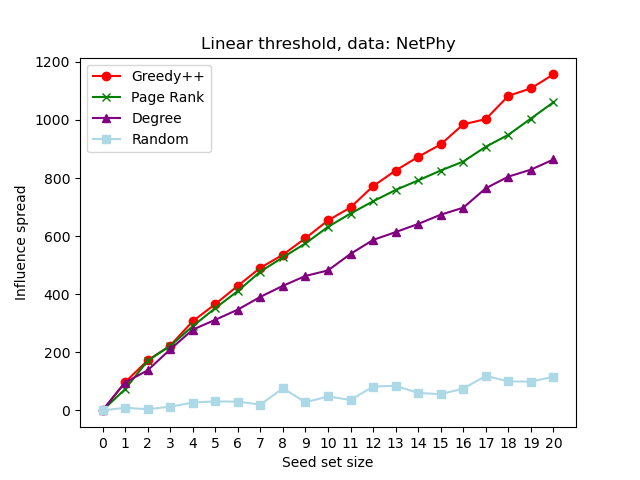 Linear threshold, data: NetPhy
Greedy++
Page Rank
Degree
Random
1200
1000
800
600
400
200
0
Influence spread
0 1 2 3 4 5 6 7 8 9 10 11 12 13 14 15 16 17 18 19 20
Seed set size